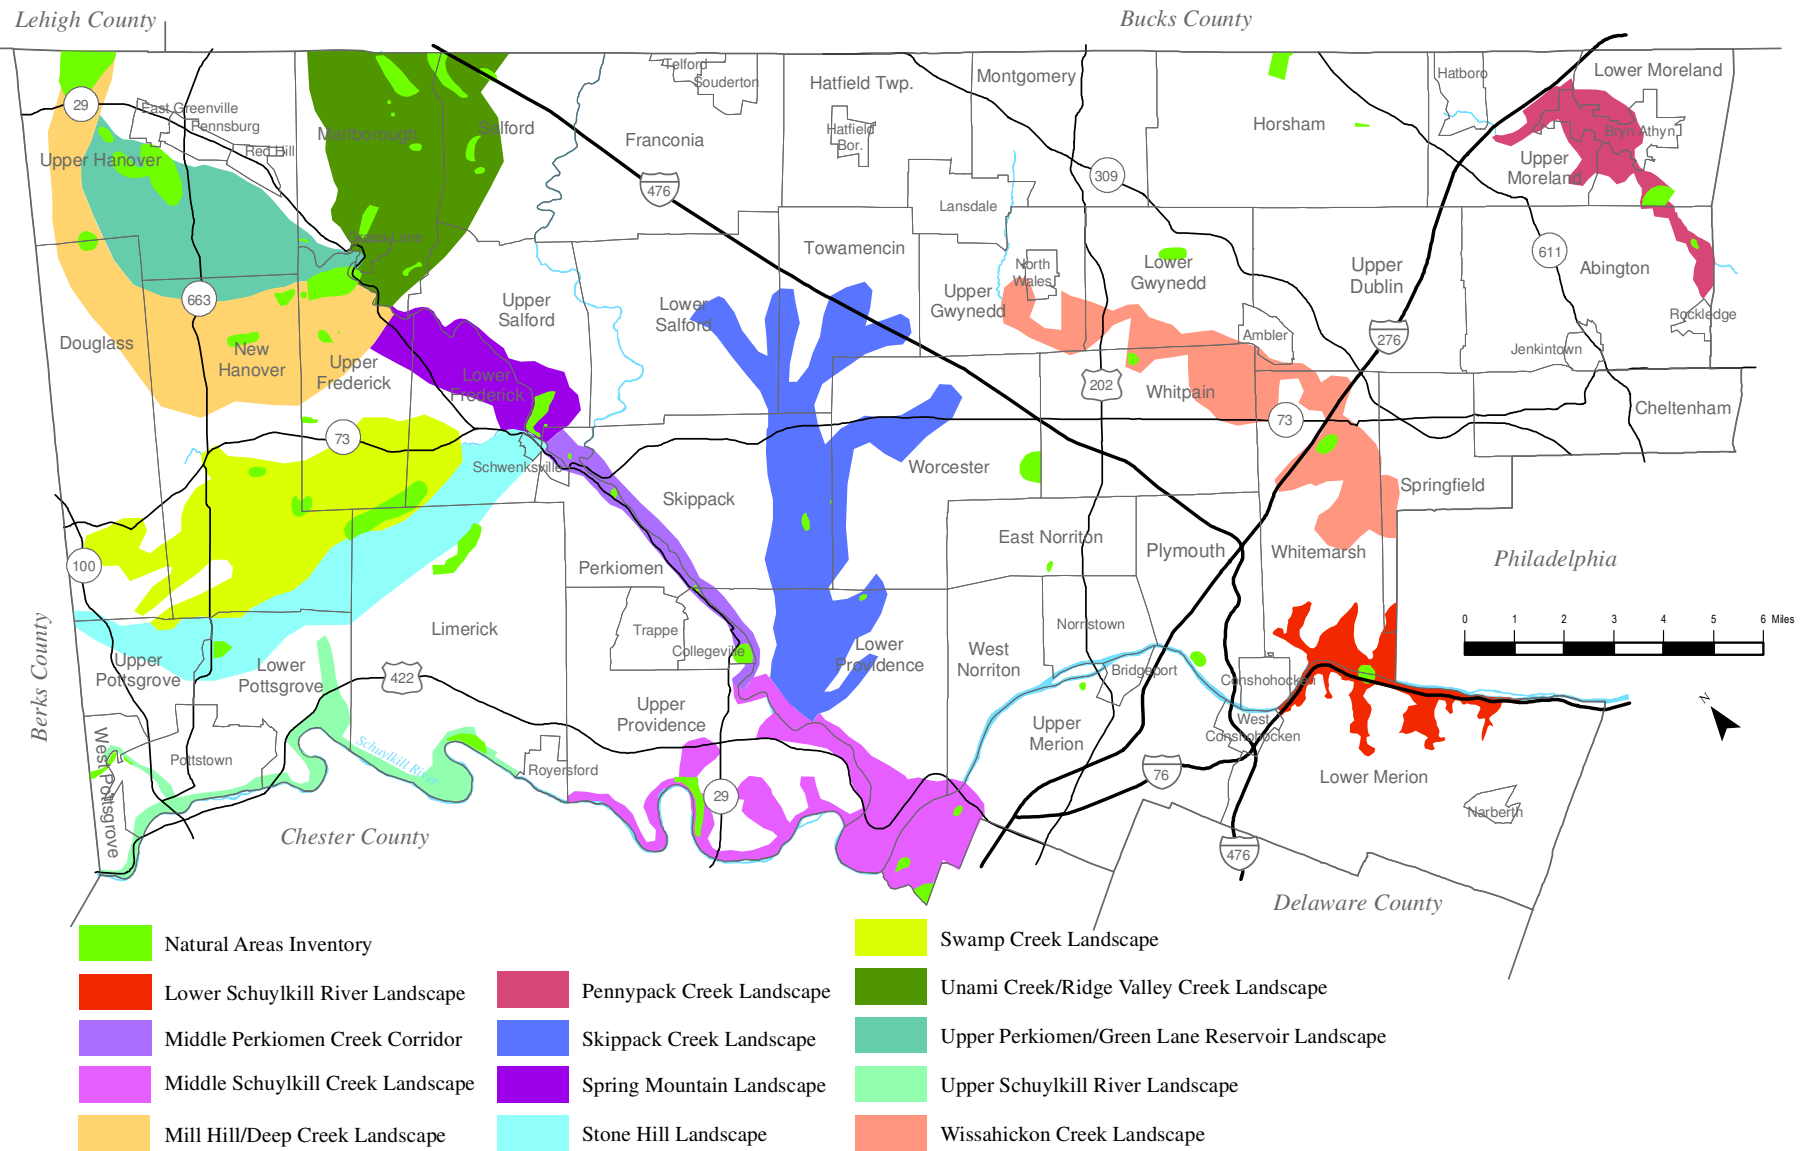 Lehigh County
Bucks County
Telford
Souderton
Hatfield Twp.
Montgomery
Hatboro
Lower Moreland
29
East Greenville
Pennsburg
Red Hill
Marlborough
Salford
Franconia
Hatfield
Bor.
Horsham
Bryn Athyn
Upper Hanover
Upper
Moreland
476
309
Lansdale
Green Lane
Towamencin
North
Wales
Lower
Gwynedd
Upper
Dublin
611
Abington
663
Upper
Salford
Lower
Salford
Upper
Gwynedd
Rockledge
Douglass
New
Hanover
Upper
Frederick
Lower
Frederick
Ambler
276
Jenkintown
202
Whitpain
73
Cheltenham
73
Schwenksville
Skippack
Worcester
Springfield
East Norriton
Plymouth
Whitemarsh
Philadelphia
100
Perkiomen
0 1 2 3 4 5 6 Miles
Berks County
Limerick
Trappe
Collegeville
Lower
Providence
West
Norriton
Norristown
Bridgeport
Conshohocken
Upper
Pottsgrove
Lower
Pottsgrove
422
Upper
Providence
Upper
Merion
West
Conshohocken
N
West Pottsgrove
Pottstown
Schuylkill River
Royersford
29
76
Lower Merion
Narberth
Chester County
476
Delaware County
Natural Areas Inventory
Lower Schuylkill River Landscape
Middle Perkiomen Creek Corridor
Middle Schuylkill Creek Landscape
Mill Hill/Deep Creek Landscape
Pennypack Creek Landscape
Skippack Creek Landscape
Spring Mountain Landscape
Stone Hill Landscape
Swamp Creek Landscape
Unami Creek/Ridge Valley Creek Landscape
Upper Perkiomen/Green Lane Reservoir Landscape
Upper Schuylkill River Landscape
Wissahickon Creek Landscape